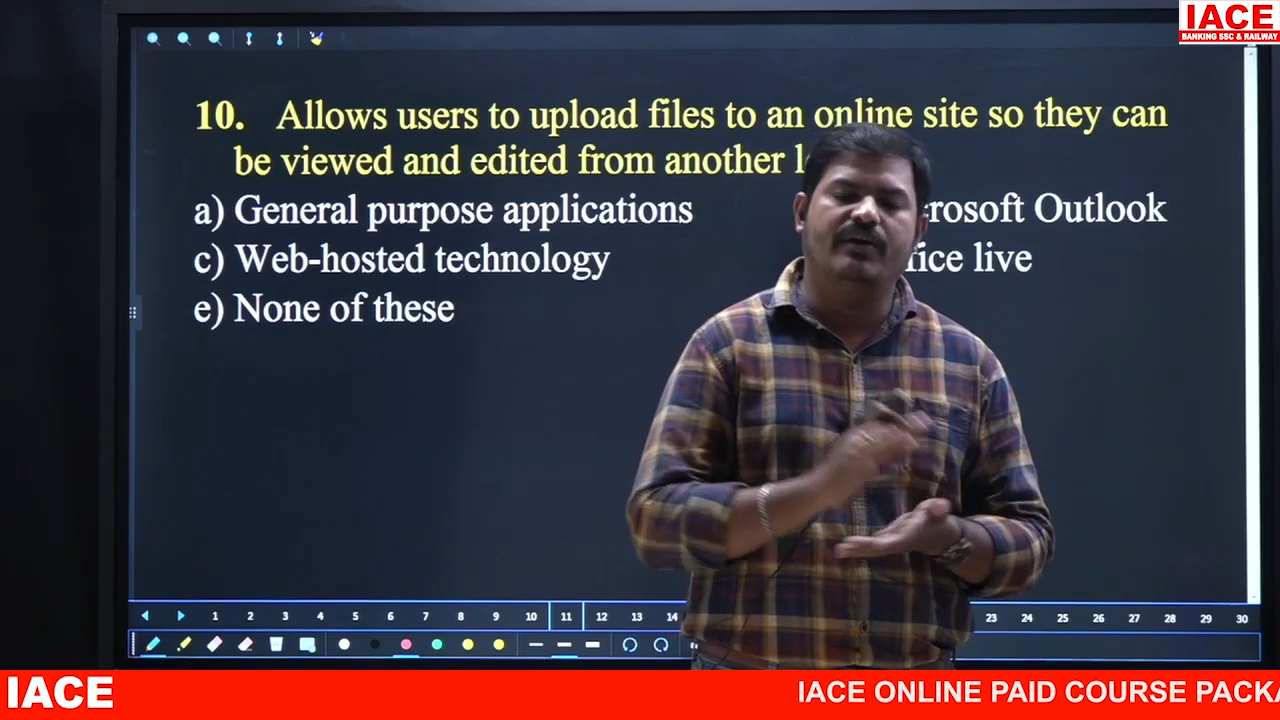 IACE
BANKING SSC & RAILWAY
10. Allows users to upload files to an online site so they can
be viewed and edited from another
a) General purpose applications Outlook
c) Web-hosted technology live
e) None of these
1 2 3 4 5 6 7 8 9 10 11 12 13 14 23 24 25 26 27 28 29 30
IACE IACE ONLINE PAID COURSE